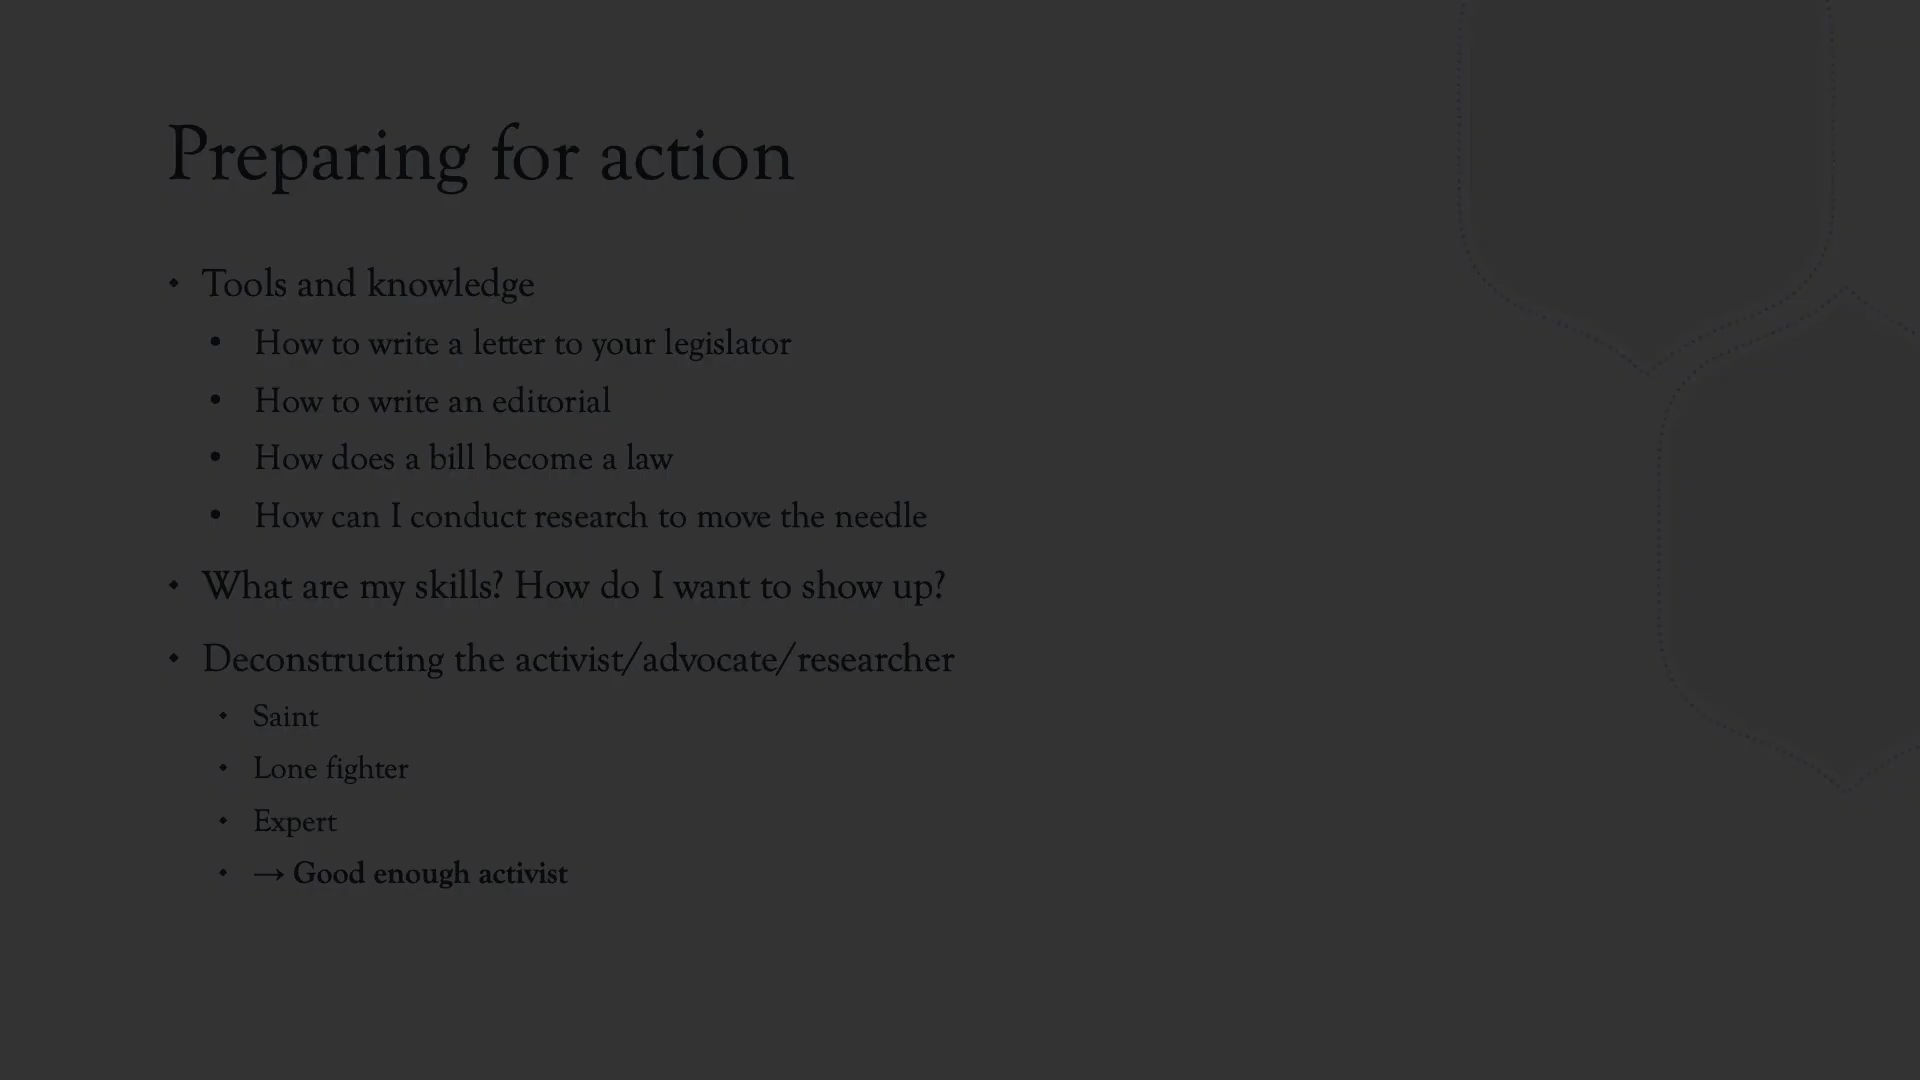 Preparing for action
• Tools and knowledge
• How to write a letter to your legislator
• How to write an editorial
• How does a bill become a law
• How can I conduct research to move the needle
• What are my skills? How do I want to show up?
• Deconstructing the activist/advocate/researcher
• Saint
• Lone fighter
• Expert
• → Good enough activist